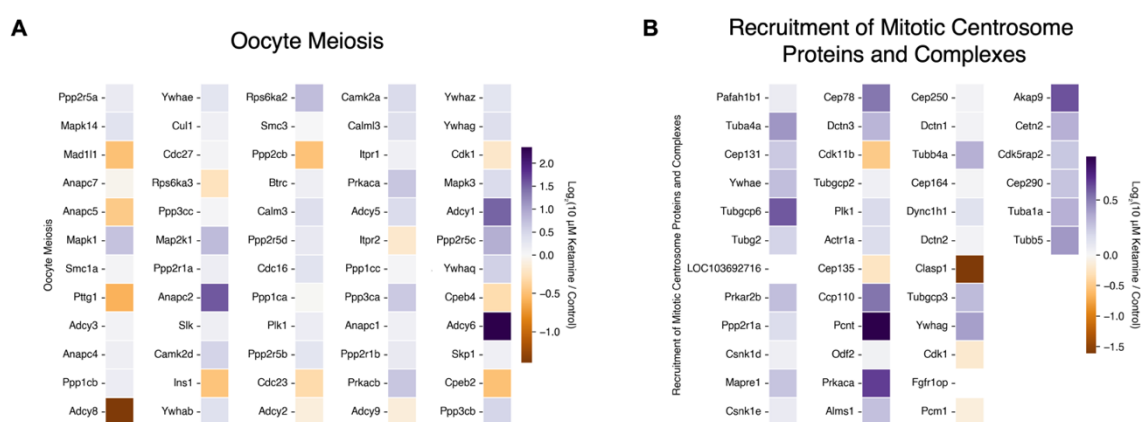 A
Oocyte Meiosis
Oocyte Meiosis
Ppp2r5a
Mapk14
Mad1l1
Anapc7
Anapc5
Mapk1
Smc1a
Pttg1
Adcy3
Anapc4
Ppp1cb
Adcy8
Ywhae
Cul1
Cdc27
Rps6ka3
Ppp3cc
Map2k1
Ppp2r1a
Anapc2
Slk
Camk2d
Ins1
Ywhab
Rps6ka2
Smc3
Ppp2cb
Btrc
Calm3
Ppp2r5d
Cdc16
Ppp1ca
Plk1
Ppp2r5b
Cdc23
Adcy2
Camk2a
Calml3
Itpr1
Prkaca
Adcy5
Itpr2
Ppp1cc
Ppp3ca
Anapc1
Ppp2r1b
Prkacb
Adcy9
Ywhaz
Ywhag
Cdk1
Mapk3
Adcy1
Ppp2r5c
Ywhaq
Cpeb4
Adcy6
Skp1
Cpeb2
Ppp3cb
2.0
1.5
1.0
0.5
0.0
−0.5
−1.0
Log₂(10 μM Ketamine / Control)
B
Recruitment of Mitotic Centrosome
Proteins and Complexes
Recruitment of Mitotic Centrosome Proteins and Complexes
Pafah1b1
Tuba4a
Cep131
Ywhae
Tubgcp6
Tubg2
LOC103692716
Prkar2b
Ppp2r1a
Csnk1d
Mapre1
Csnk1e
Cep78
Dctn3
Cdk11b
Tubgcp2
Plk1
Actr1a
Cep135
Ccp110
Pcnt
Odf2
Prkaca
Alms1
Cep250
Dctn1
Tubb4a
Cep164
Dync1h1
Dctn2
Clasp1
Tubgcp3
Ywhag
Cdk1
Fgfr1op
Pcm1
Akap9
Cetn2
Cdk5rap2
Cep290
Tuba1a
Tubb5
0.5
0.0
−0.5
−1.0
−1.5
Log₂(10 μM Ketamine / Control)